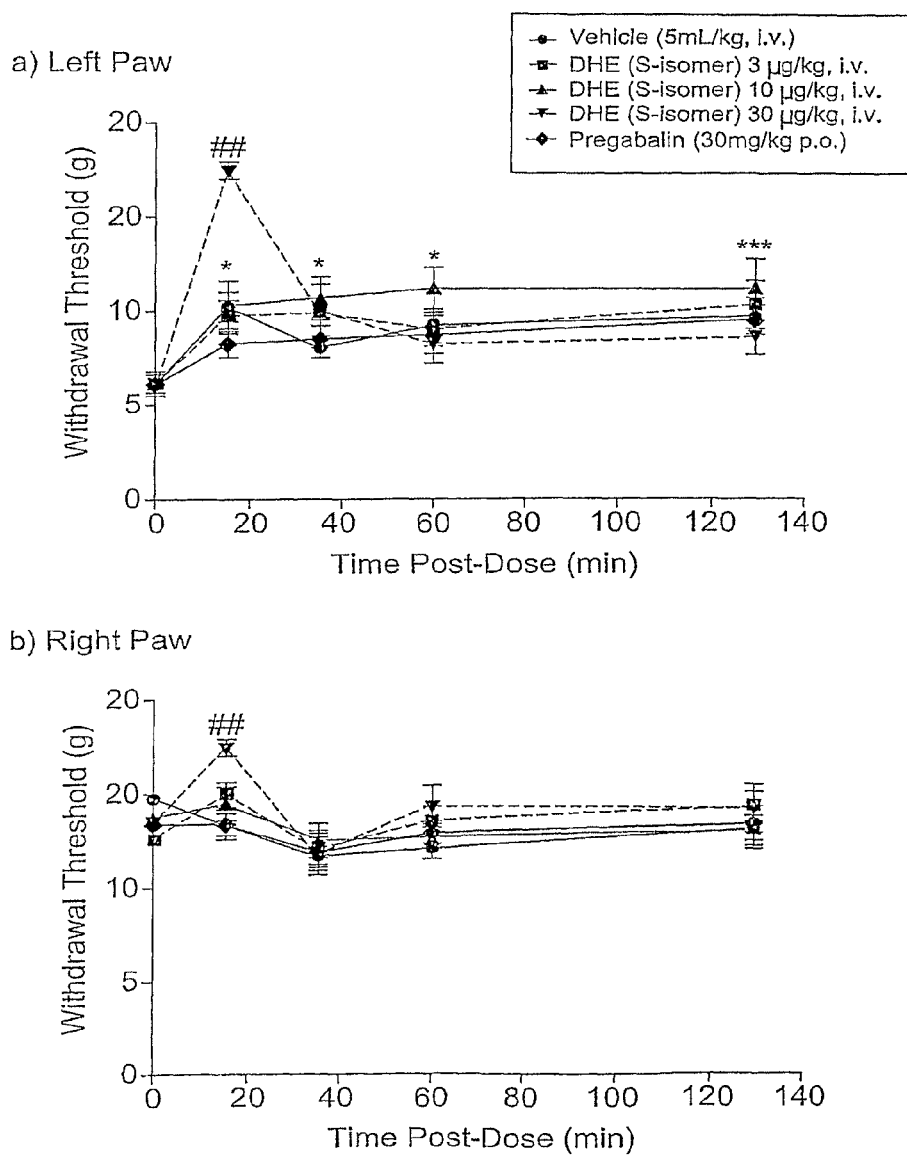 a) Left Paw
Vehicle (5mL/kg, i.v.)
DHE (S-isomer) 3 µg/kg, i.v.
DHE (S-isomer) 10 µg/kg, i.v.
DHE (S-isomer) 30 µg/kg, i.v.
Pregabalin (30mg/kg p.o.)
Withdrawal Threshold (g)
20
20
10
5
0
##
*
*
*
***
0 20 40 60 80 100 120 140
Time Post-Dose (min)
b) Right Paw
Withdrawal Threshold (g)
20
20
10
5
0
##
0 20 40 60 80 100 120 140
Time Post-Dose (min)